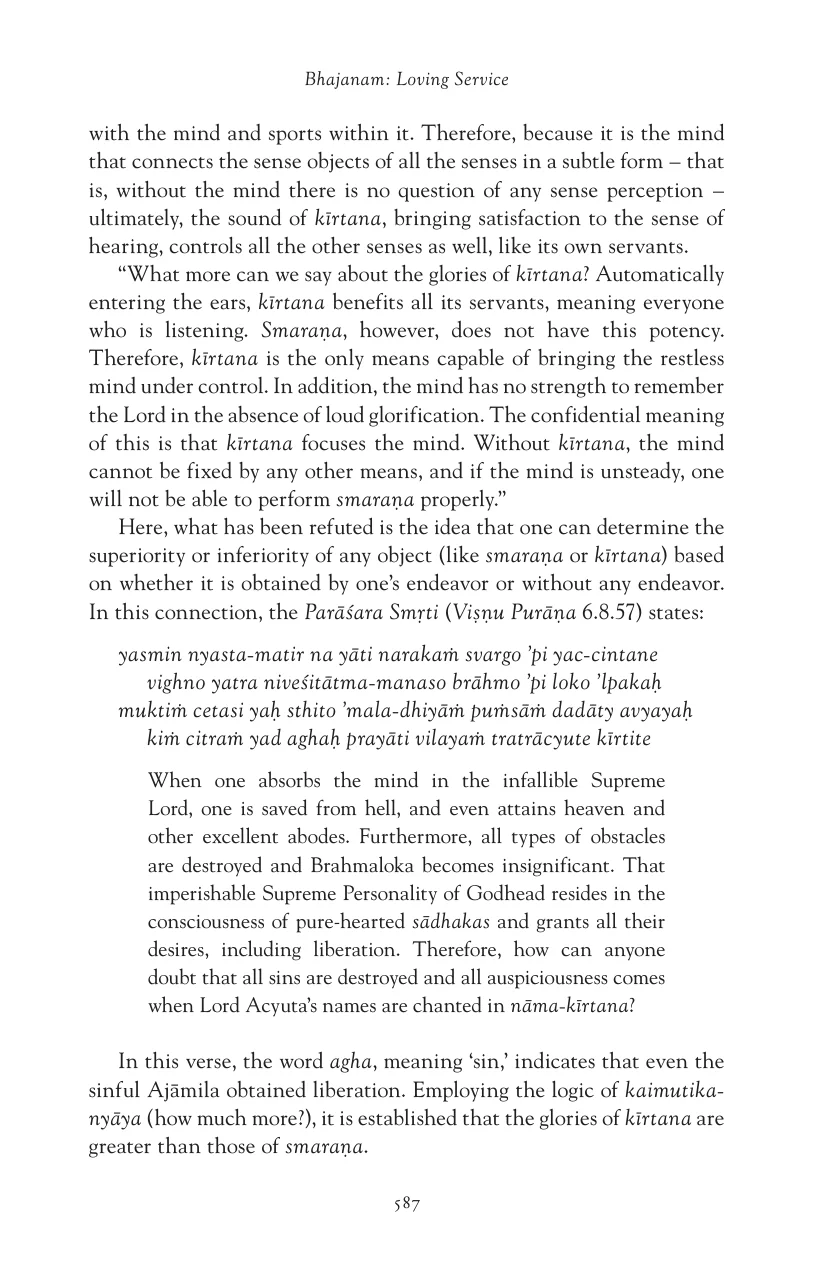 Bhajanam: Loving Service
with the mind and sports within it. Therefore, because it is the mind
that connects the sense objects of all the senses in a subtle form – that
is, without the mind there is no question of any sense perception –
ultimately, the sound of kīrtana, bringing satisfaction to the sense of
hearing, controls all the other senses as well, like its own servants.
“What more can we say about the glories of kīrtana? Automatically
entering the ears, kīrtana benefits all its servants, meaning everyone
who is listening. Smaraṇa, however, does not have this potency.
Therefore, kīrtana is the only means capable of bringing the restless
mind under control. In addition, the mind has no strength to remember
the Lord in the absence of loud glorification. The confidential meaning
of this is that kīrtana focuses the mind. Without kīrtana, the mind
cannot be fixed by any other means, and if the mind is unsteady, one
will not be able to perform smaraṇa properly.”
Here, what has been refuted is the idea that one can determine the
superiority or inferiority of any object (like smaraṇa or kīrtana) based
on whether it is obtained by one’s endeavor or without any endeavor.
In this connection, the Parāśara Smṛti (Viṣṇu Purāṇa 6.8.57) states:
yasmin nyasta-matir na yāti narakaṁ svargo ’pi yac-cintane
vighno yatra niveśitātma-manaso brāhmo ’pi loko ’lpakaḥ
muktiṁ cetasi yaḥ sthito ’mala-dhiyāṁ puṁsāṁ dadāty avyayaḥ
kiṁ citraṁ yad aghaḥ prayāti vilayaṁ tratrācyute kīrtite
When one absorbs the mind in the infallible Supreme
Lord, one is saved from hell, and even attains heaven and
other excellent abodes. Furthermore, all types of obstacles
are destroyed and Brahmaloka becomes insignificant. That
imperishable Supreme Personality of Godhead resides in the
consciousness of pure-hearted sādhakas and grants all their
desires, including liberation. Therefore, how can anyone
doubt that all sins are destroyed and all auspiciousness comes
when Lord Acyuta’s names are chanted in nāma-kīrtana?
In this verse, the word agha, meaning ‘sin,’ indicates that even the
sinful Ajāmila obtained liberation. Employing the logic of kaimutika-
nyāya (how much more?), it is established that the glories of kīrtana are
greater than those of smaraṇa.
587